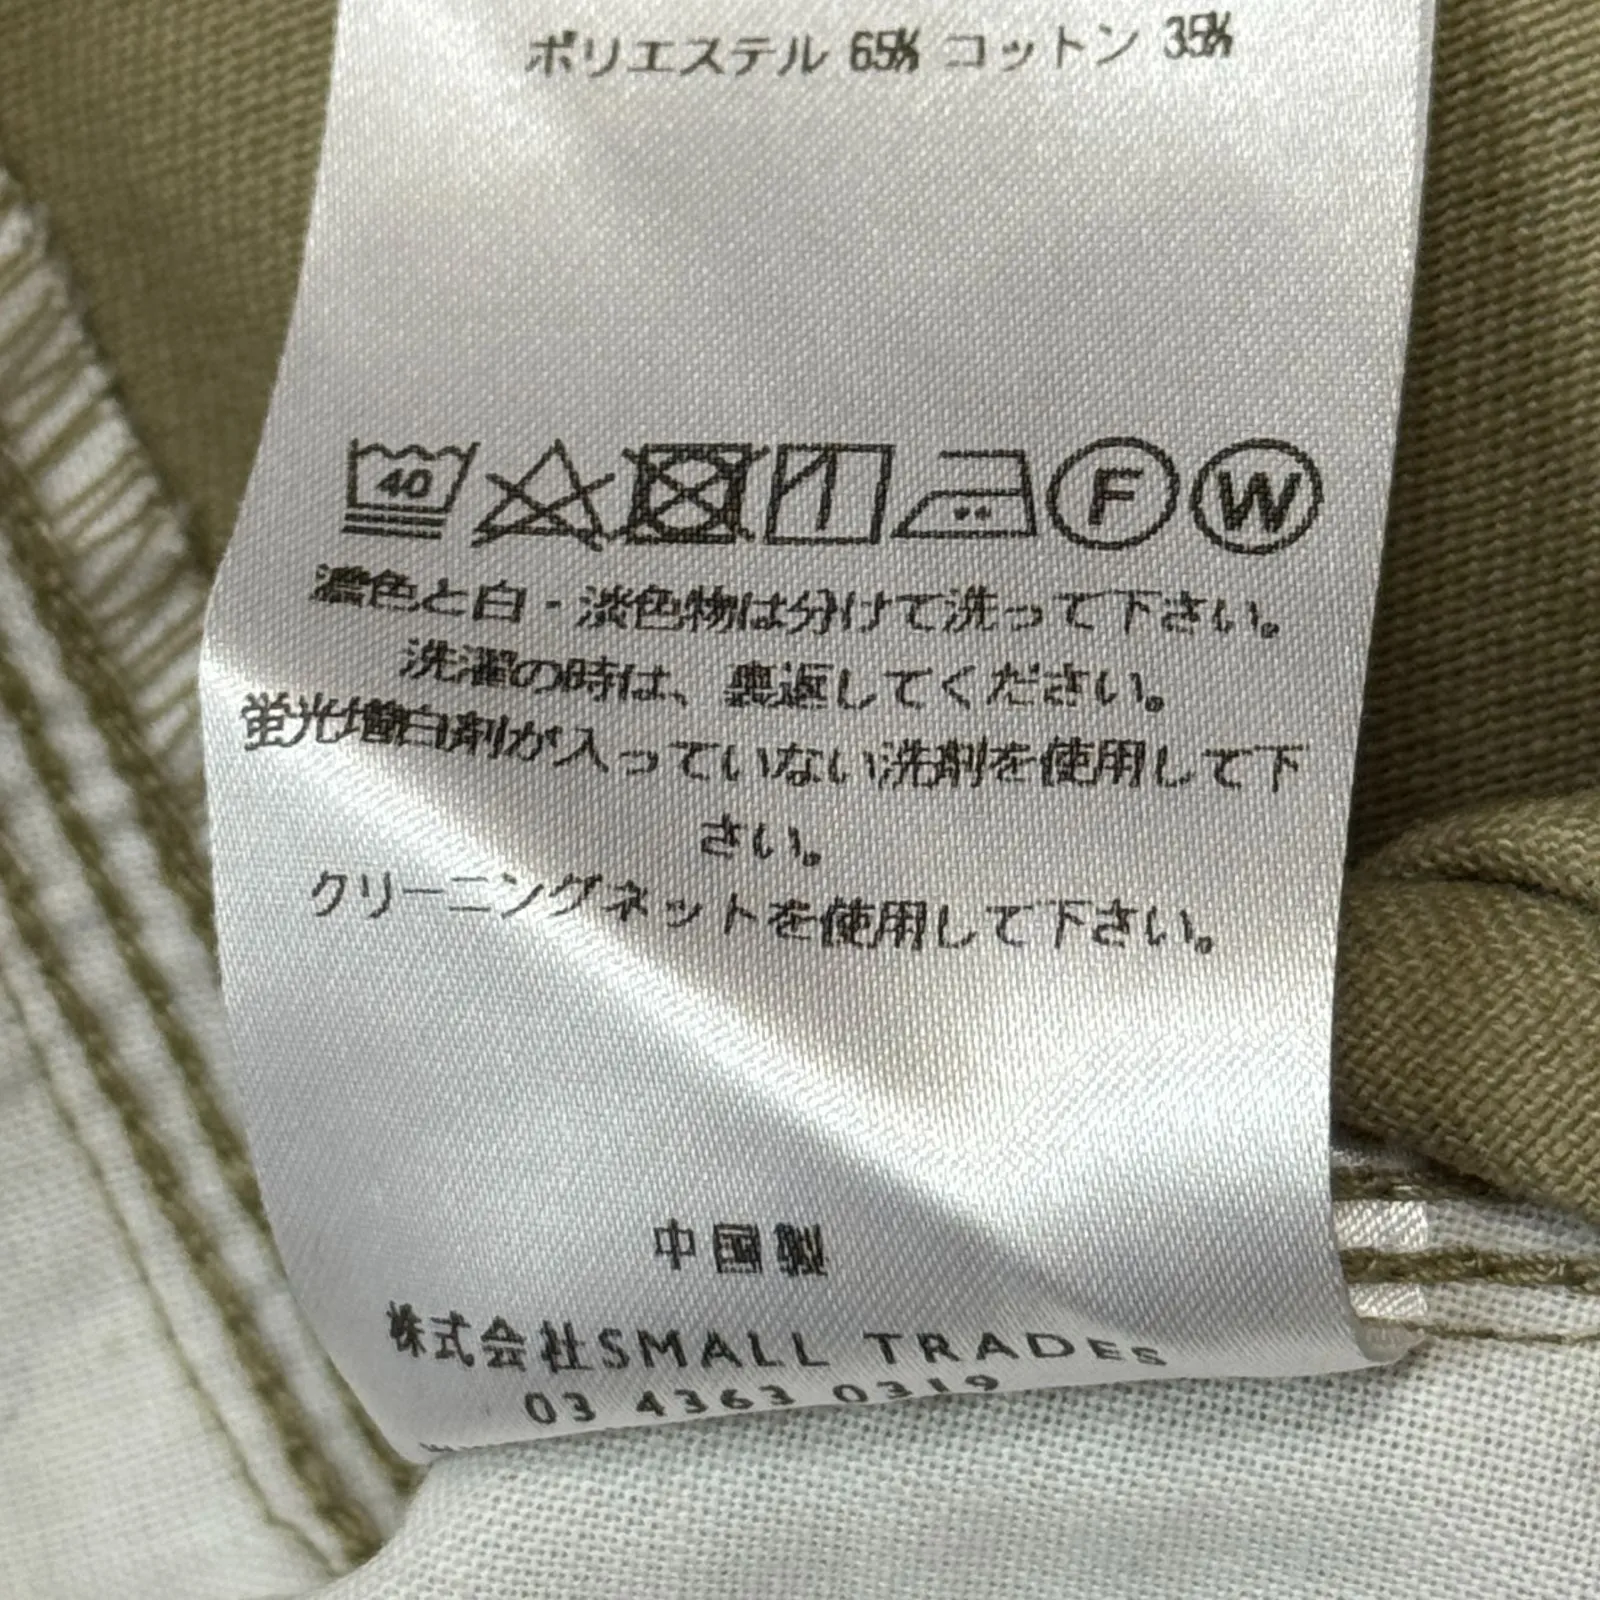 ポリエステル 65% コットン 35%
40 F W
濃色と白・淡色物は分けて洗って下さい。
洗濯の時は、裏返してください。
蛍光増白剤が入っていない洗剤を使用して下
さい。
クリーニングネットを使用して下さい。
中国製
株式会社SMALL TRADES
03 4363 0319